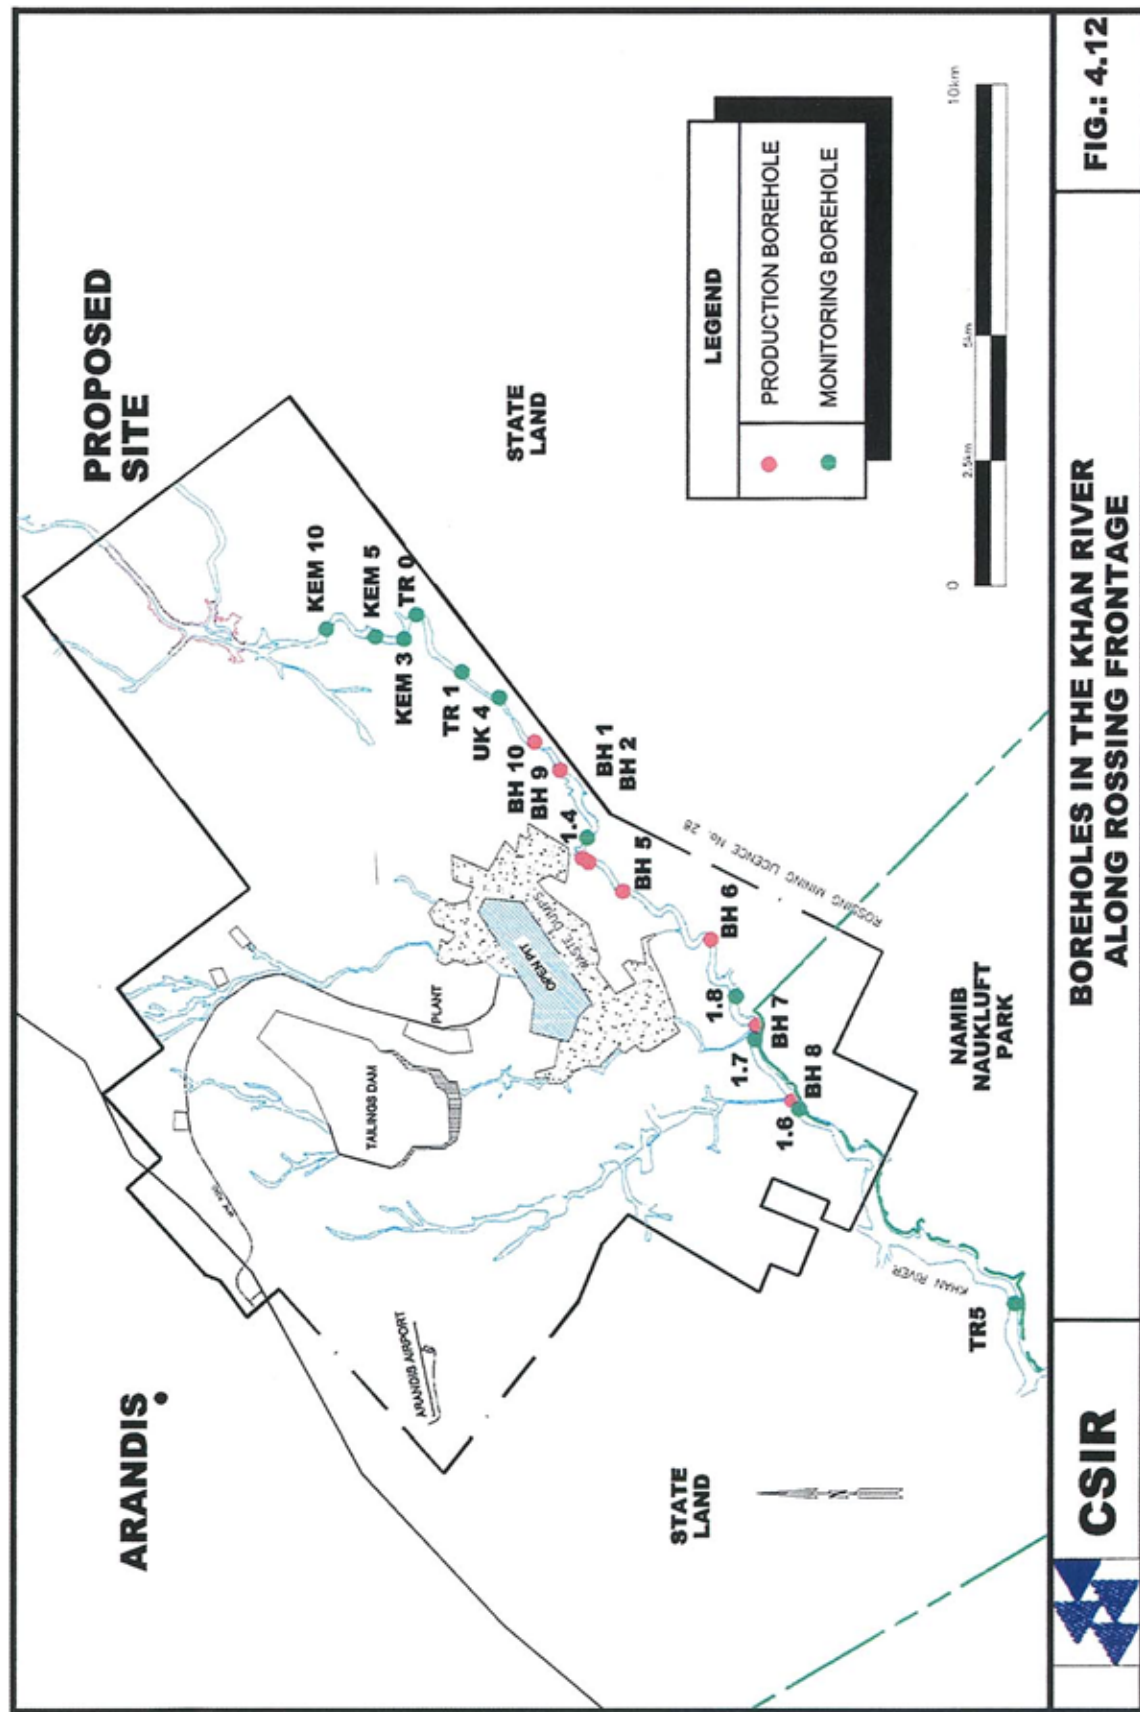 ARANDIS
PROPOSED
SITE
ARANDIS AIRPORT
TAILINGS DAM
PLANT
OPEN PIT
WASTE DUMPS
KEM 10
KEM 5
KEM 3
TR 0
TR 1
UK 4
BH 10
BH 9
1.4
BH 1
BH 2
BH 5
BH 6
1.8
BH 7
1.7
BH 8
1.6
TR5
KHAN RIVER
ROSSING MINING LICENCE No. 28
STATE
LAND
STATE
LAND
NAMIB
NAUKLUFT
PARK
N
LEGEND
PRODUCTION BOREHOLE
MONITORING BOREHOLE
0
2.5km
5km
10km
CSIR
BOREHOLES IN THE KHAN RIVER
ALONG ROSSING FRONTAGE
FIG.: 4.12